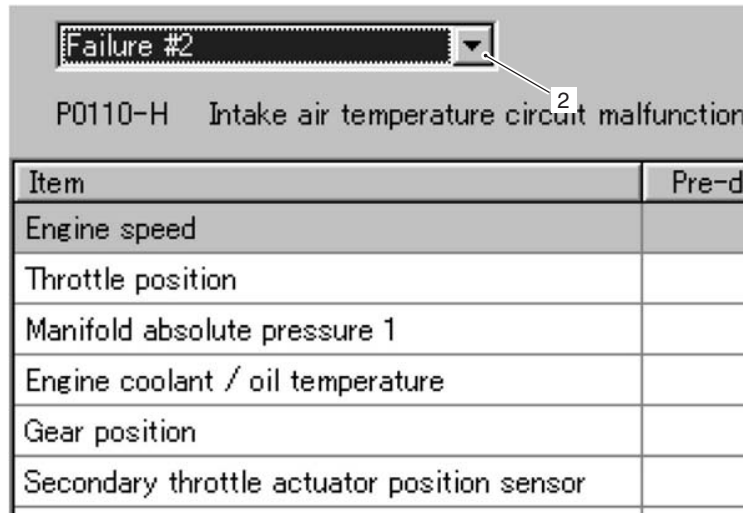 Failure #2
2
P0110-H Intake air temperature circuit malfunction
Item Pre-d
Engine speed
Throttle position
Manifold absolute pressure 1
Engine coolant / oil temperature
Gear position
Secondary throttle actuator position sensor